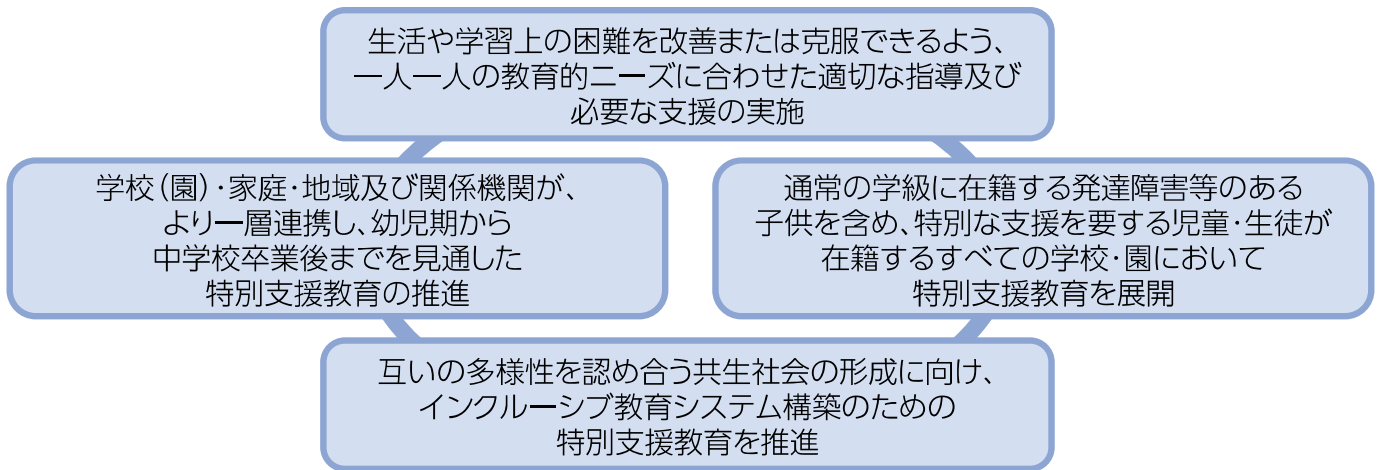 生活や学習上の困難を改善または克服できるよう、
一人一人の教育的ニーズに合わせた適切な指導及び
必要な支援の実施
学校（園）・家庭・地域及び関係機関が、
より一層連携し、幼児期から
中学校卒業後までを見通した
特別支援教育の推進
通常の学級に在籍する発達障害等のある
子供を含め、特別な支援を要する児童・生徒が
在籍するすべての学校・園において
特別支援教育を展開
互いの多様性を認め合う共生社会の形成に向け、
インクルーシブ教育システム構築のための
特別支援教育を推進